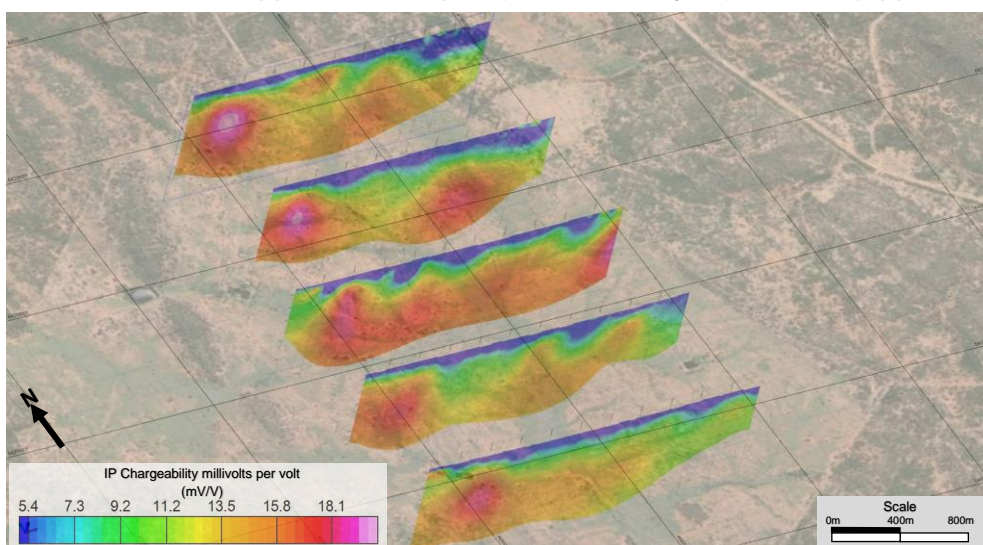 N
IP Chargeability millivolts per volt
(mV/V)
5.4 7.3 9.2 11.2 13.5 15.8 18.1
Scale
0m 400m 800m